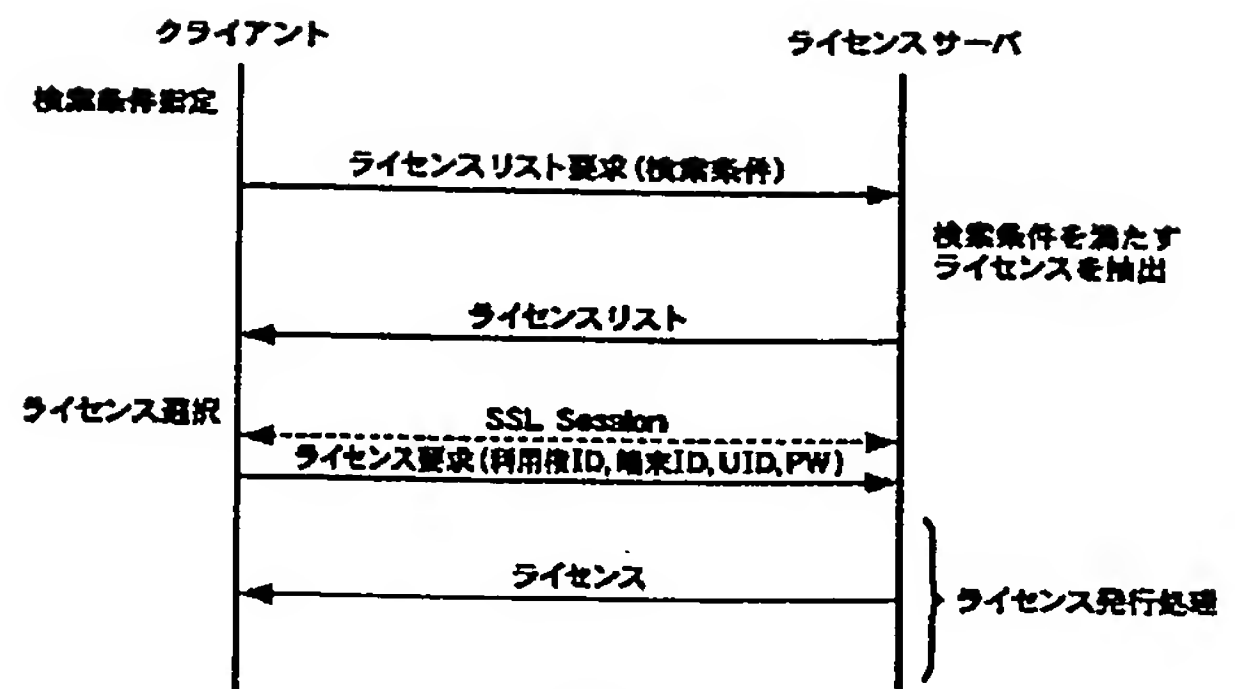 クライアント
ライセンスサーバ
検索条件指定
ライセンスリスト要求(検索条件)
検索条件を満たす
ライセンスを抽出
ライセンスリスト
ライセンス選択
SSL Session
ライセンス要求(利用権ID,端末ID,UID,PW)
ライセンス
ライセンス発行処理